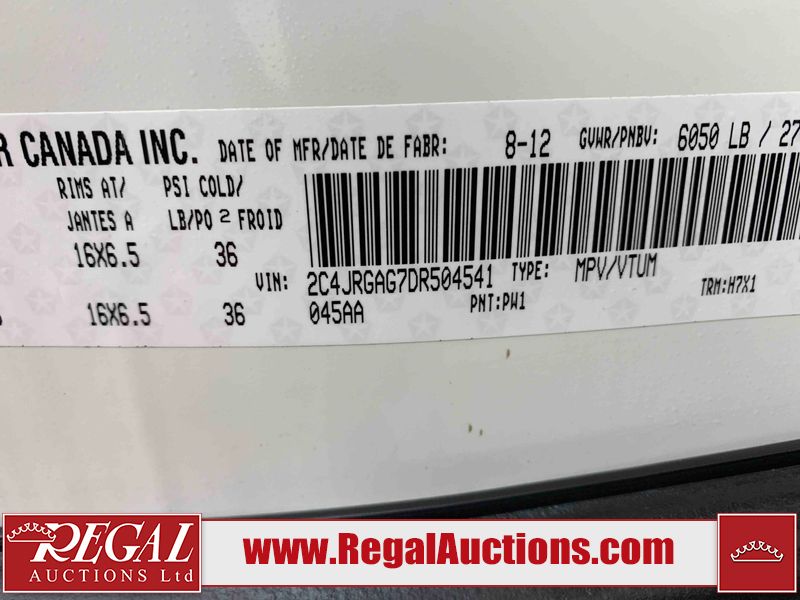 R CANADA INC. DATE OF MFR/DATE DE FABR: 8-12 GVWR/PNBV: 6050 LB / 27
RIMS AT/ PSI COLD/
JANTES A LB/PO 2 FROID
16X6.5 36
VIN: 2C4JRGAG7DR504541 TYPE: MPV/VTUM
16X6.5 36 045AA PNT:PW1 TRM:H7X1
REGAL
AUCTIONS Ltd
www.RegalAuctions.com